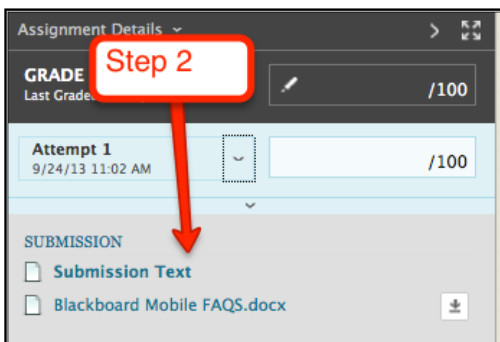 Assignment Details
Step 2
GRADE
Last Grade
/100
Attempt 1
9/24/13 11:02 AM
/100
SUBMISSION
Submission Text
Blackboard Mobile FAQS.docx